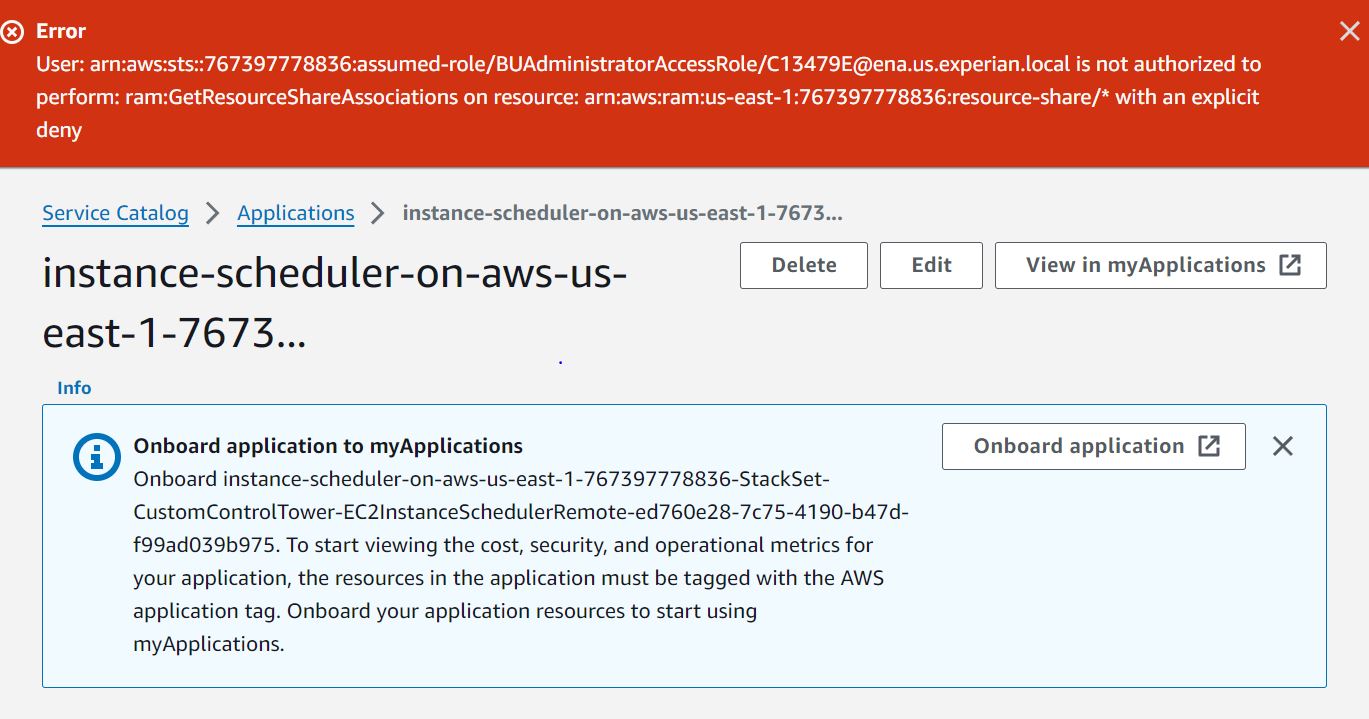 Error
User: arn:aws:sts::767397778836:assumed-role/BUAdministratorAccessRole/C13479E@ena.us.experian.local is not authorized to
perform: ram:GetResourceShareAssociations on resource: arn:aws:ram:us-east-1:767397778836:resource-share/* with an explicit
deny
Service Catalog > Applications > instance-scheduler-on-aws-us-east-1-7673...
instance-scheduler-on-aws-us-
east-1-7673...
Delete
Edit
View in myApplications
Info
Onboard application to myApplications
Onboard application
Onboard instance-scheduler-on-aws-us-east-1-767397778836-StackSet-
CustomControlTower-EC2InstanceSchedulerRemote-ed760e28-7c75-4190-b47d-
f99ad039b975. To start viewing the cost, security, and operational metrics for
your application, the resources in the application must be tagged with the AWS
application tag. Onboard your application resources to start using
myApplications.